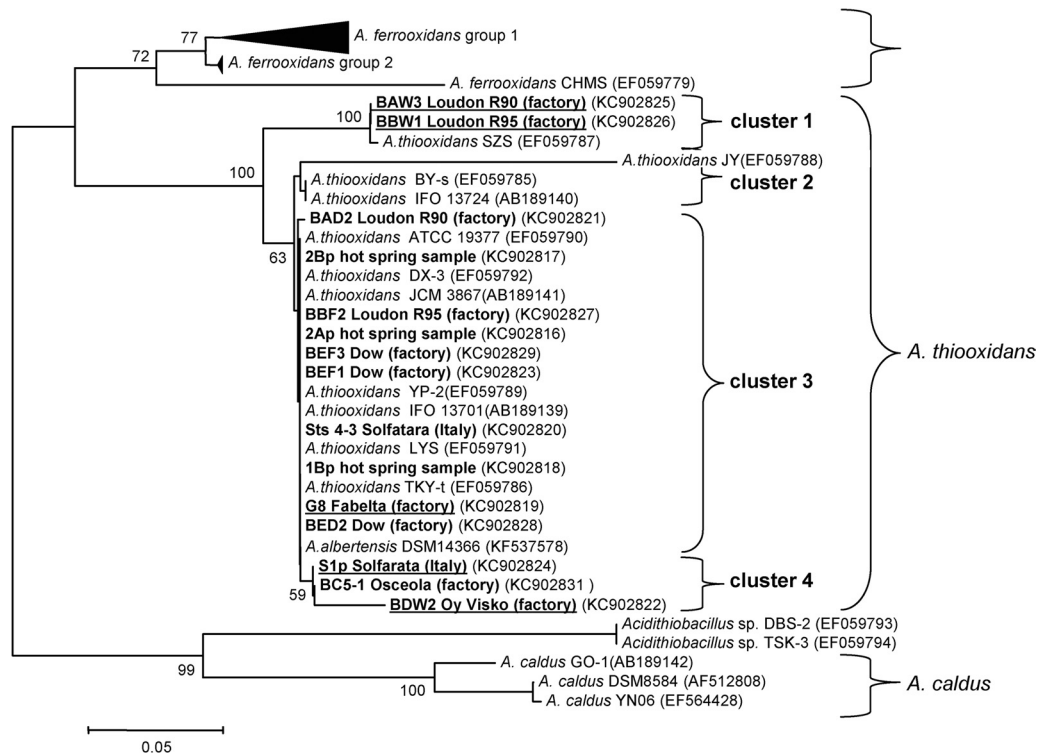 77
A. ferrooxidans group 1
72
A. ferrooxidans group 2
A. ferrooxidans CHMS (EF059779)
BAW3 Loudon R90 (factory) (KC902825)
100
BBW1 Loudon R95 (factory) (KC902826)
cluster 1
A.thiooxidans SZS (EF059787)
100
A.thiooxidans JY(EF059788)
A.thiooxidans BY-s (EF059785)
cluster 2
A.thiooxidans IFO 13724 (AB189140)
BAD2 Loudon R90 (factory) (KC902821)
A.thiooxidans ATCC 19377 (EF059790)
63
2Bp hot spring sample (KC902817)
A.thiooxidans DX-3 (EF059792)
A.thiooxidans JCM 3867(AB189141)
BBF2 Loudon R95 (factory) (KC902827)
2Ap hot spring sample (KC902816)
BEF3 Dow (factory) (KC902829)
A. thiooxidans
BEF1 Dow (factory) (KC902823)
cluster 3
A.thiooxidans YP-2(EF059789)
A.thiooxidans IFO 13701(AB189139)
Sts 4-3 Solfatara (Italy) (KC902820)
A.thiooxidans LYS (EF059791)
1Bp hot spring sample (KC902818)
A.thiooxidans TKY-t (EF059786)
G8 Fabelta (factory) (KC902819)
BED2 Dow (factory) (KC902828)
A.albertensis DSM14366 (KF537578)
S1p Solfarata (Italy) (KC902824)
59
BC5-1 Osceola (factory) (KC902831 )
cluster 4
BDW2 Oy Visko (factory) (KC902822)
Acidithiobacillus sp. DBS-2 (EF059793)
Acidithiobacillus sp. TSK-3 (EF059794)
99
A. caldus GO-1(AB189142)
100
A. caldus DSM8584 (AF512808)
A. caldus
A. caldus YN06 (EF564428)
0.05